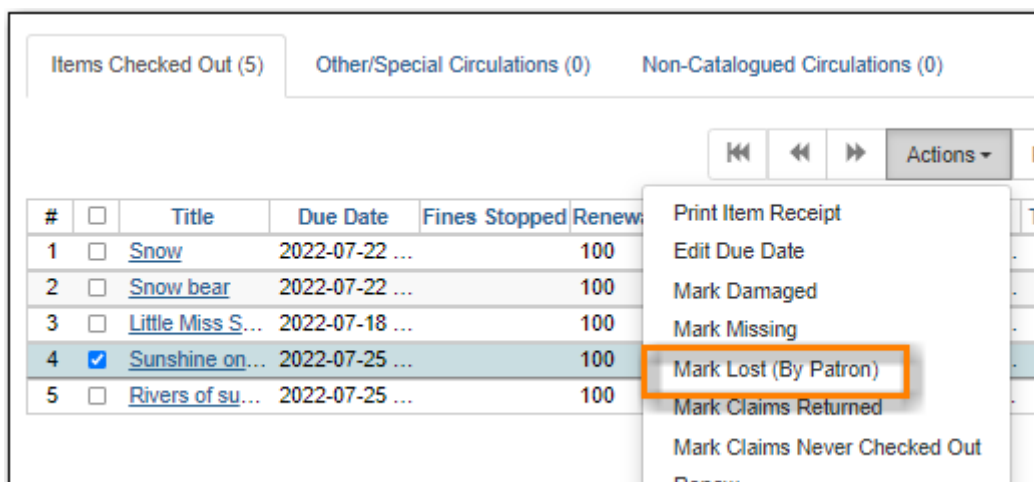 Items Checked Out (5) Other/Special Circulations (0) Non-Catalogued Circulations (0)
Actions
# Title Due Date Fines Stopped Renewa
1 Snow 2022-07-22 ... 100
2 Snow bear 2022-07-22 ... 100
3 Little Miss S... 2022-07-18 ... 100
4 Sunshine on... 2022-07-25 ... 100
5 Rivers of su... 2022-07-25 ... 100
Print Item Receipt
Edit Due Date
Mark Damaged
Mark Missing
Mark Lost (By Patron)
Mark Claims Returned
Mark Claims Never Checked Out